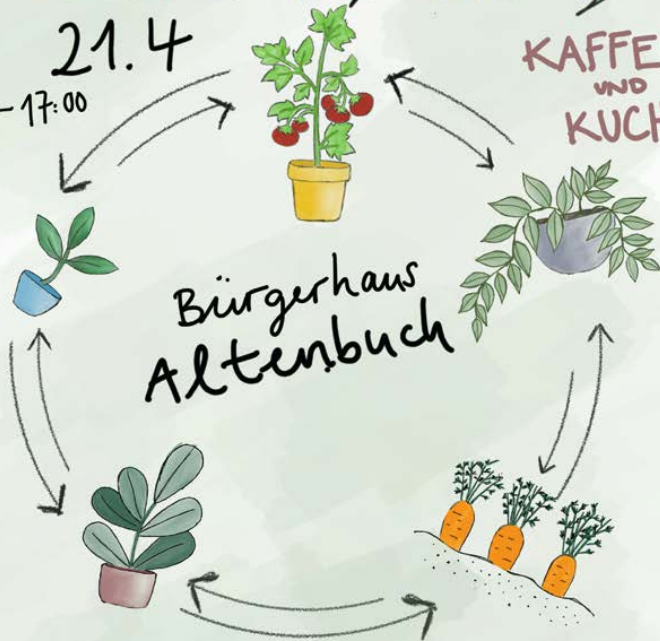 21.4
– 17:00
KAFFE
UND
KUCH
Bürgerhaus
Altenbuch